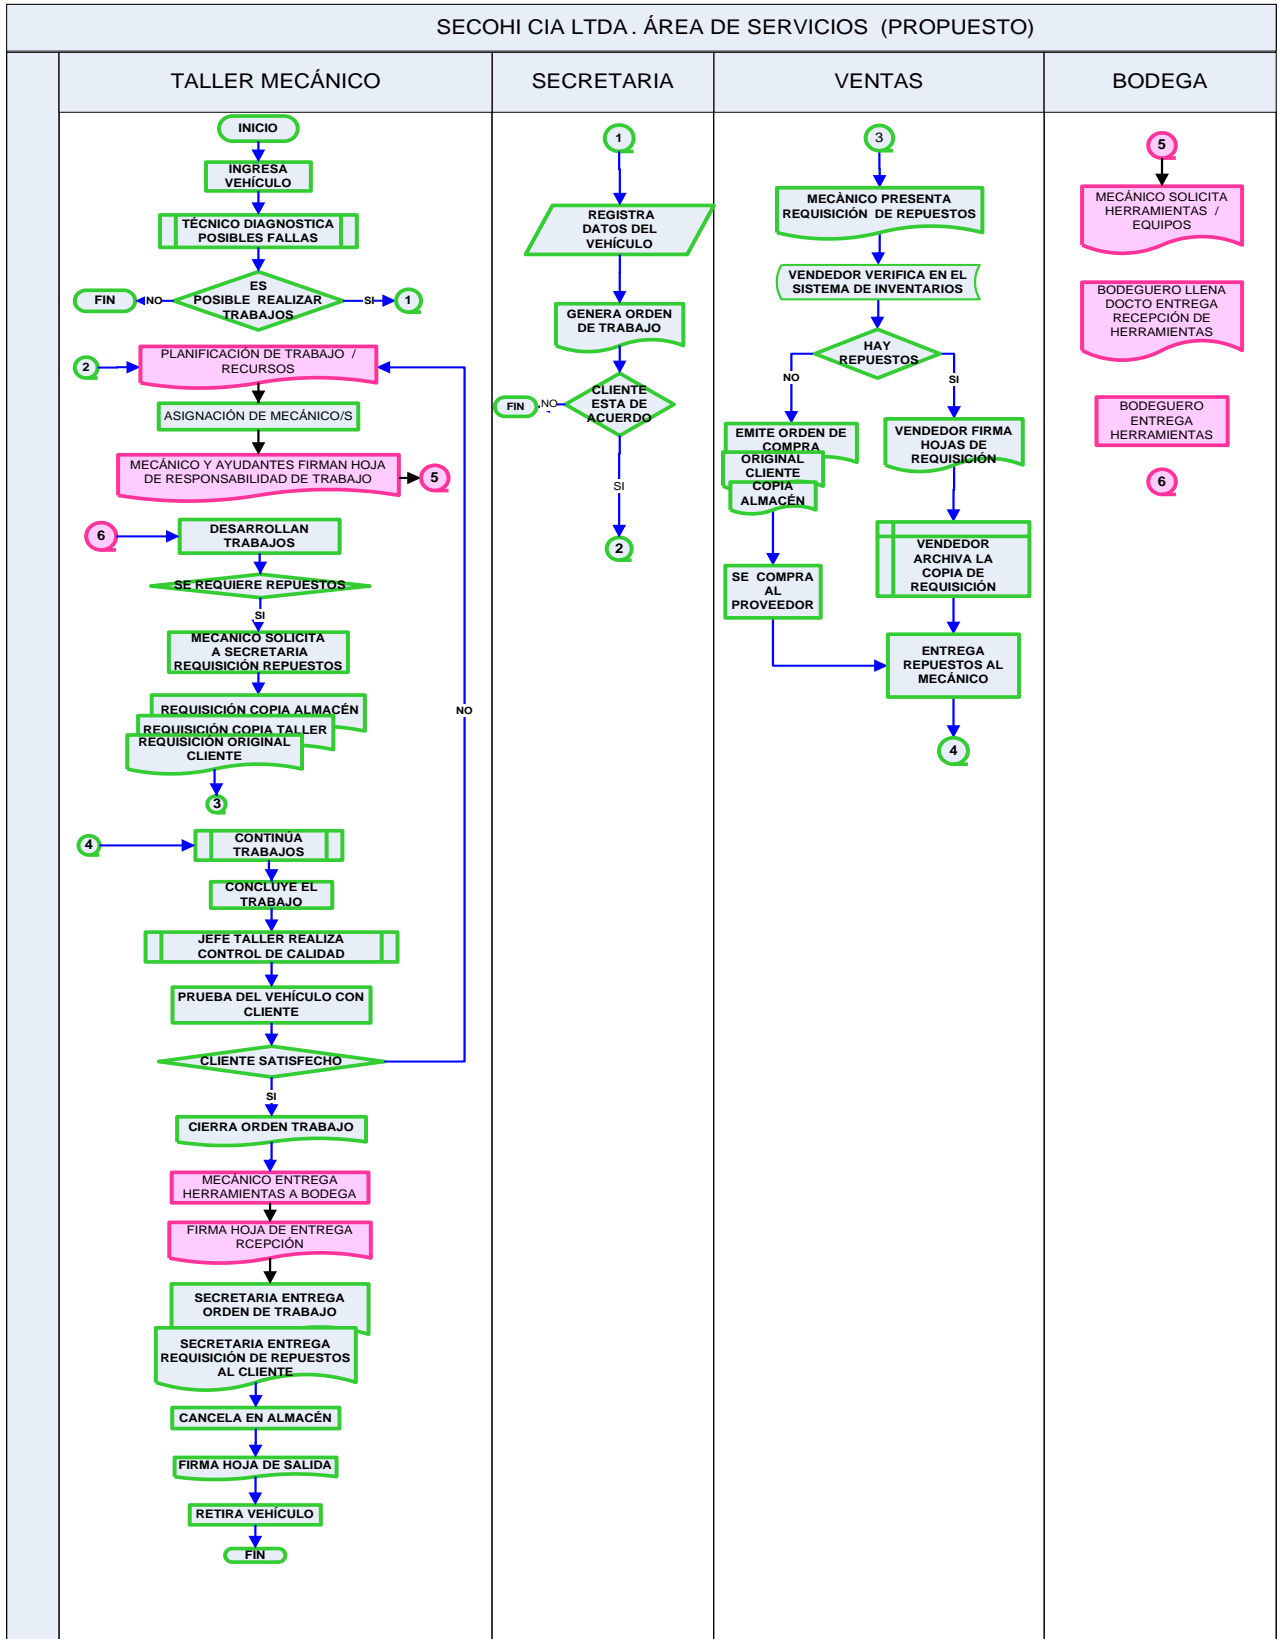 SECOHI CIA LTDA. ÁREA DE SERVICIOS (PROPUESTO)
TALLER MECÁNICO
INICIO
INGRESA
VEHÍCULO
TÉCNICO DIAGNOSTICA
POSIBLES FALLAS
ES
POSIBLE REALIZAR
TRABAJOS
NO
FIN
SI
1
2
PLANIFICACIÓN DE TRABAJO /
RECURSOS
ASIGNACIÓN DE MECÁNICO/S
MECÁNICO Y AYUDANTES FIRMAN HOJA
DE RESPONSABILIDAD DE TRABAJO
5
6
DESARROLLAN
TRABAJOS
SE REQUIERE REPUESTOS
SI
MECANICO SOLICITA
A SECRETARIA
REQUISICIÓN REPUESTOS
REQUISICIÓN COPIA ALMACÉN
REQUISICIÓN COPIA TALLER
REQUISICIÓN ORIGINAL
CLIENTE
3
4
CONTINÚA
TRABAJOS
CONCLUYE EL
TRABAJO
JEFE TALLER REALIZA
CONTROL DE CALIDAD
PRUEBA DEL VEHÍCULO CON
CLIENTE
CLIENTE SATISFECHO
NO
SI
CIERRA ORDEN TRABAJO
MECÁNICO ENTREGA
HERRAMIENTAS A BODEGA
FIRMA HOJA DE ENTREGA
RCEPCIÓN
SECRETARIA ENTREGA
ORDEN DE TRABAJO
SECRETARIA ENTREGA
REQUISICIÓN DE REPUESTOS
AL CLIENTE
CANCELA EN ALMACÉN
FIRMA HOJA DE SALIDA
RETIRA VEHÍCULO
FIN
SECRETARIA
1
REGISTRA
DATOS DEL
VEHÍCULO
GENERA ORDEN
DE TRABAJO
CLIENTE
ESTA DE
ACUERDO
NO
FIN
SI
2
VENTAS
3
MECÀNICO PRESENTA
REQUISICIÓN DE REPUESTOS
VENDEDOR VERIFICA EN EL
SISTEMA DE INVENTARIOS
HAY
REPUESTOS
NO
SI
EMITE ORDEN DE
COMPRA
ORIGINAL
CLIENTE
COPIA
ALMACÉN
SE COMPRA
AL
PROVEEDOR
VENDEDOR FIRMA
HOJAS DE
REQUISICIÓN
VENDEDOR
ARCHIVA LA
COPIA DE
REQUISICIÓN
ENTREGA
REPUESTOS AL
MECÁNICO
4
BODEGA
5
MECÁNICO SOLICITA
HERRAMIENTAS /
EQUIPOS
BODEGUERO LLENA
DOCTO ENTREGA
RECEPCIÓN DE
HERRAMIENTAS
BODEGUERO
ENTREGA
HERRAMIENTAS
6